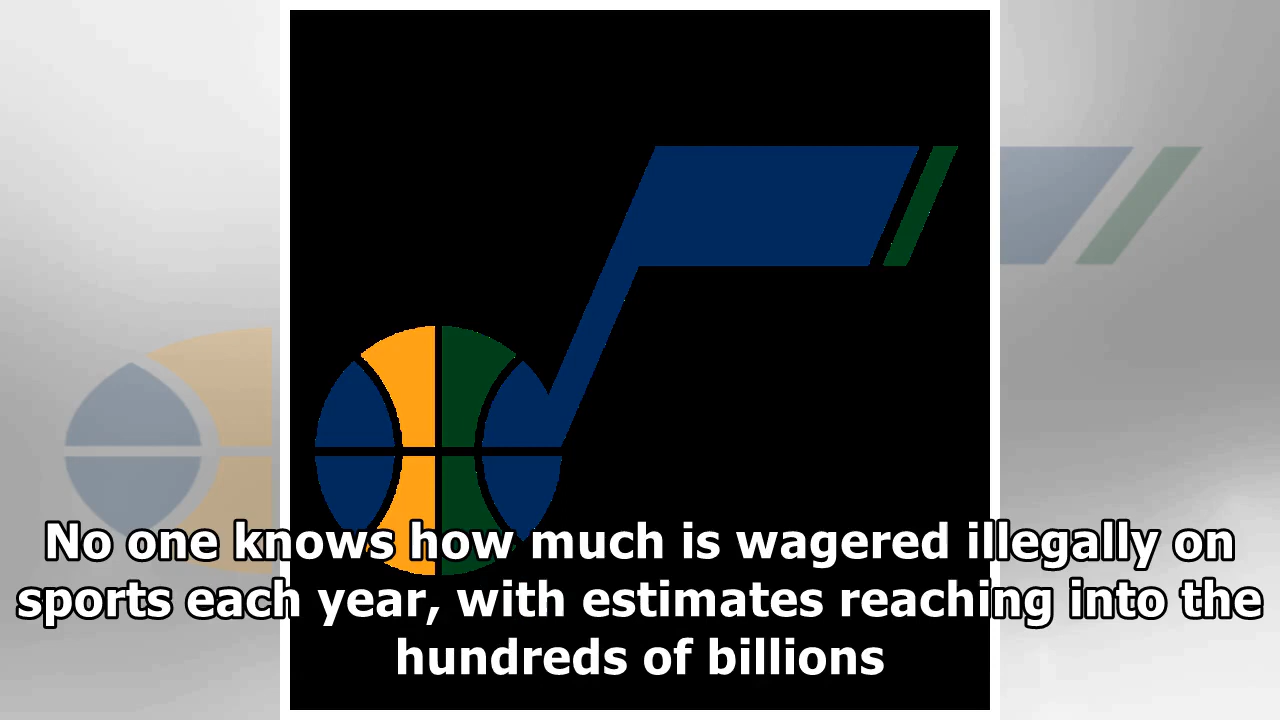 No one knows how much is wagered illegally on
sports each year, with estimates reaching into the
hundreds of billions